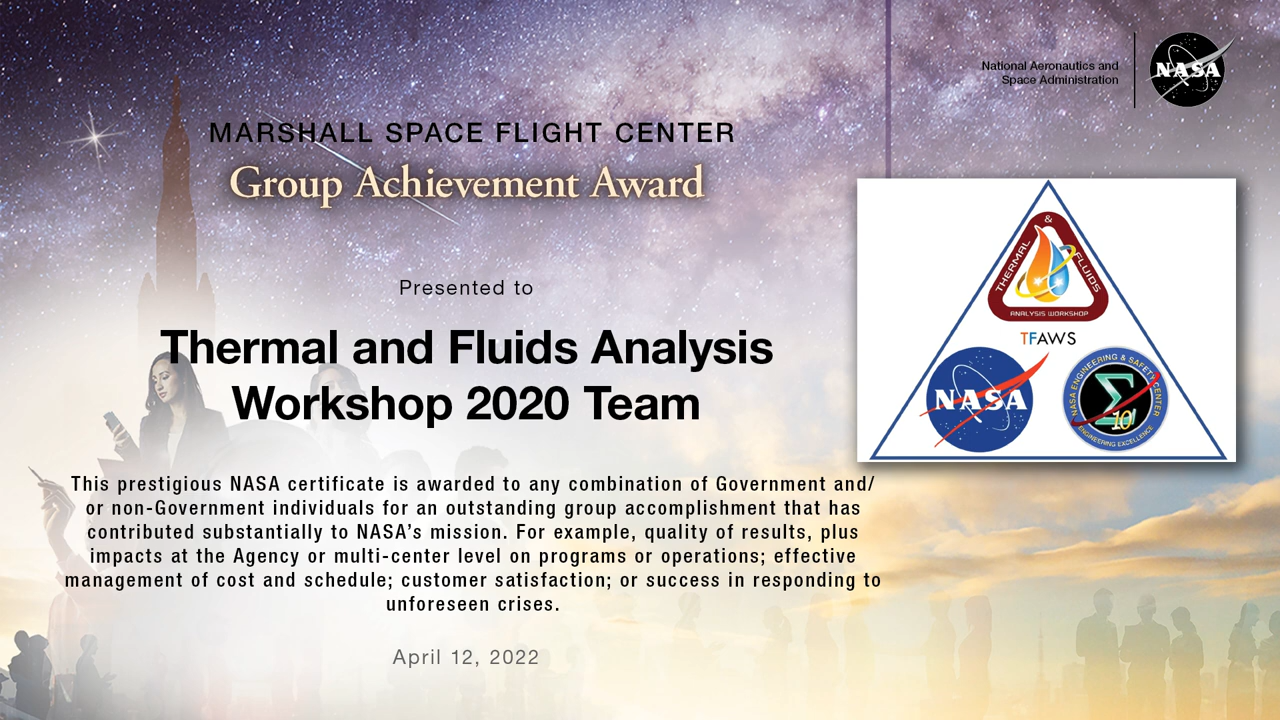 National Aeronautics and
Space Administration
NASA
MARSHALL SPACE FLIGHT CENTER
Group Achievement Award
Presented to
Thermal and Fluids Analysis
Workshop 2020 Team
This prestigious NASA certificate is awarded to any combination of Government and/
or non-Government individuals for an outstanding group accomplishment that has
contributed substantially to NASA’s mission. For example, quality of results, plus
impacts at the Agency or multi-center level on programs or operations; effective
management of cost and schedule; customer satisfaction; or success in responding to
unforeseen crises.
April 12, 2022
THERMAL & FLUIDS
ANALYSIS WORKSHOP
TFAWS
NASA
NASA ENGINEERING & SAFETY CENTER
Σ
10
ENGINEERING EXCELLENCE